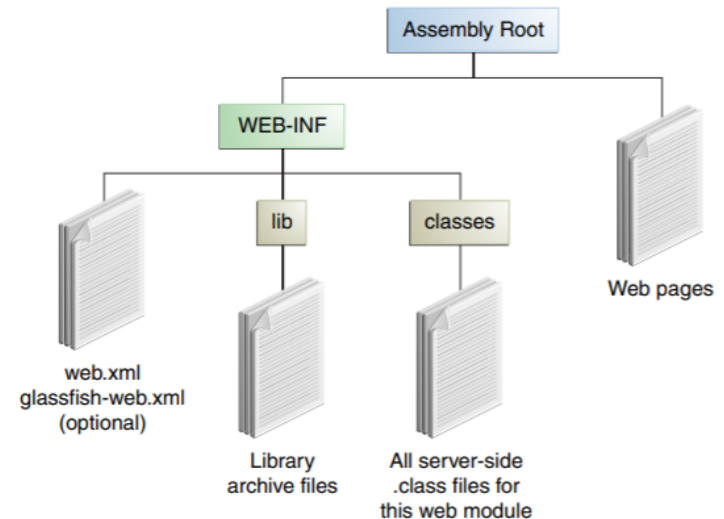 Assembly Root
WEB-INF
lib
classes
Web pages
web.xml
glassfish-web.xml
(optional)
Library
archive files
All server-side
.class files for
this web module